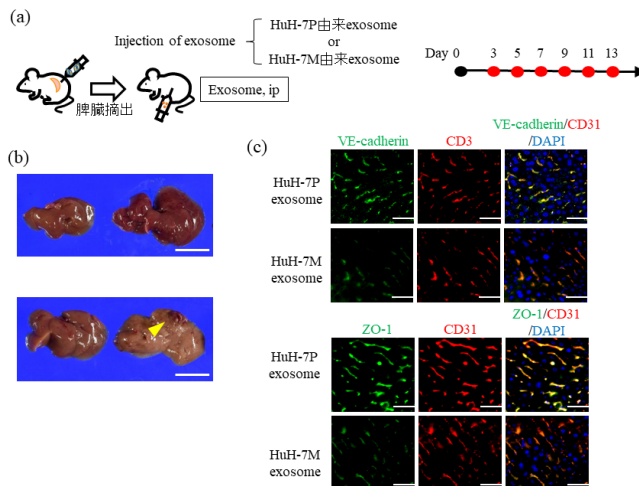 (a)
Injection of exosome
HuH-7P由来exosome
or
HuH-7M由来exosome
脾臓摘出
Exosome, ip
Day 0 3 5 7 9 11 13
(b)
(c)
VE-cadherin CD3 VE-cadherin/CD31
/DAPI
HuH-7P
exosome
HuH-7M
exosome
ZO-1 CD31 ZO-1/CD31
/DAPI
HuH-7P
exosome
HuH-7M
exosome